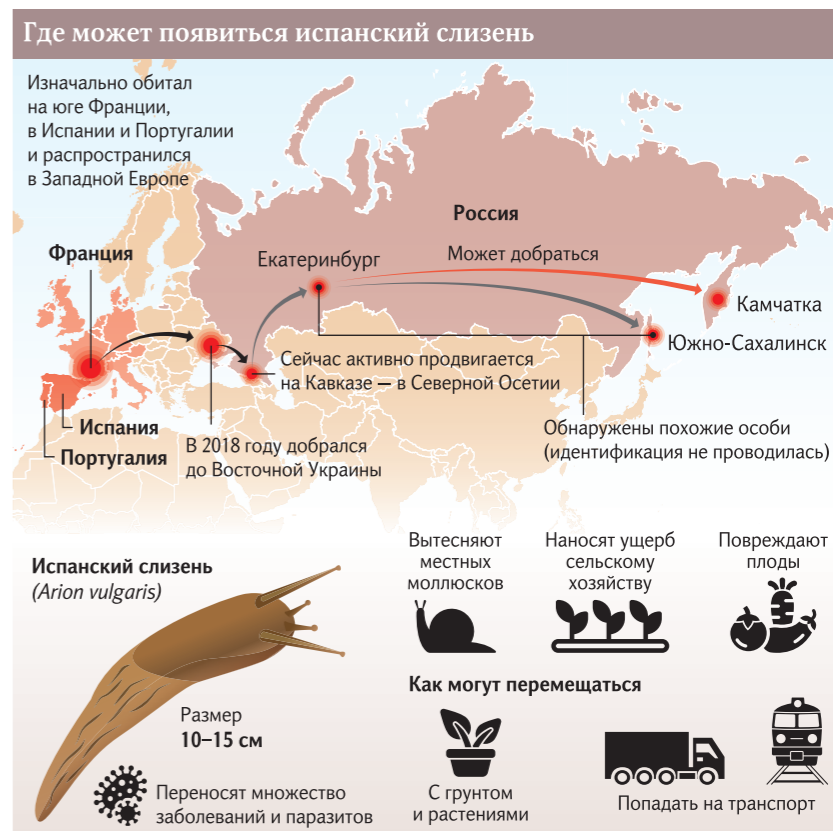 Где может появиться испанский слизень
Изначально обитал
на юге Франции,
в Испании и Португалии
и распространился
в Западной Европе
Россия
Франция
Екатеринбург
Может добраться
Камчатка
Южно-Сахалинск
Сейчас активно продвигается
на Кавказе — в Северной Осетии
Испания
Португалия
В 2018 году добрался
до Восточной Украины
Обнаружены похожие особи
(идентификация не проводилась)
Испанский слизень
(Arion vulgaris)
Размер
10–15 см
Переносят множество
заболеваний и паразитов
Вытесняют
местных
моллюсков
Наносят ущерб
сельскому
хозяйству
Повреждают
плоды
Как могут перемещаться
С грунтом
и растениями
Попадать на транспорт